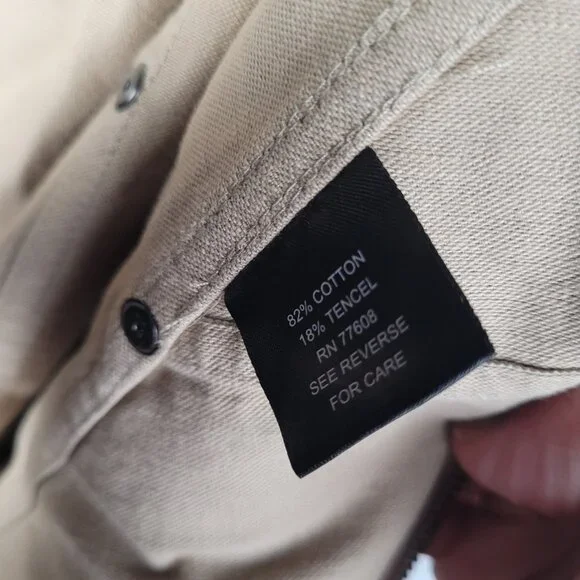 82% COTTON
18% TENCEL
RN 77608
SEE REVERSE
FOR CARE